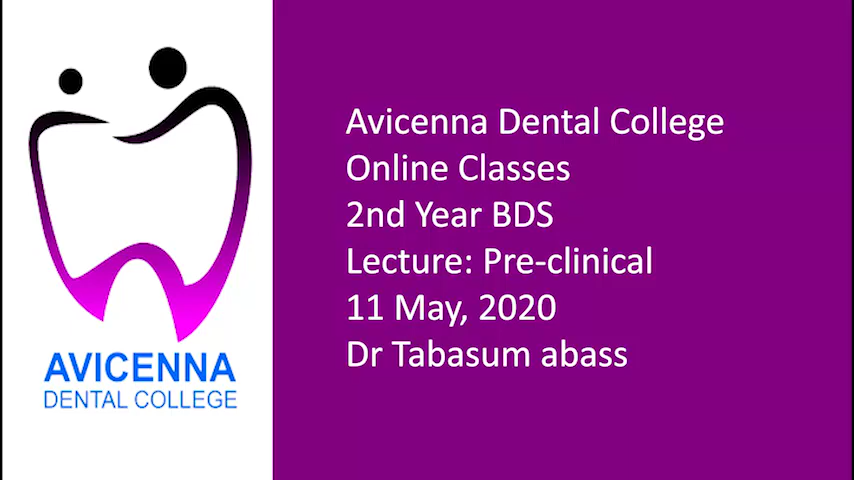 AVICENNA
DENTAL COLLEGE
Avicenna Dental College
Online Classes
2nd Year BDS
Lecture: Pre-clinical
11 May, 2020
Dr Tabasum abass